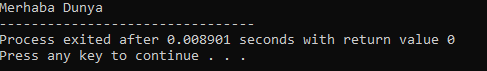 Merhaba Dunya
--------------------------------
Process exited after 0.008901 seconds with return value 0
Press any key to continue . . .